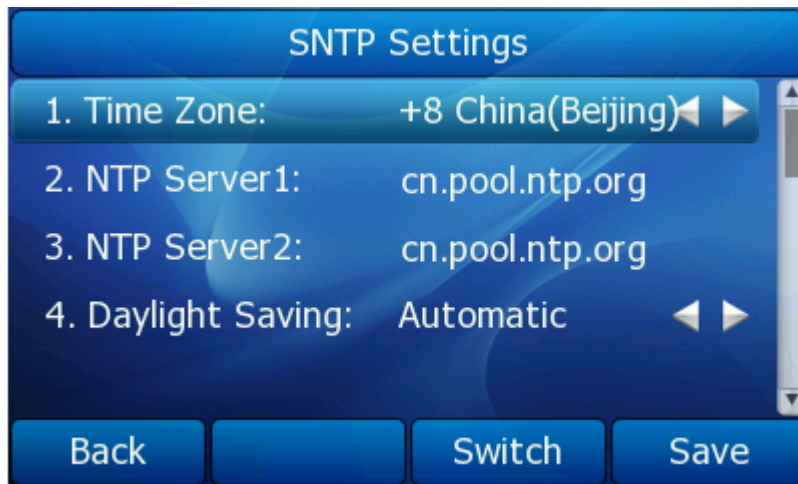 SNTP Settings
1. Time Zone: +8 China(Beijing)
2. NTP Server1: cn.pool.ntp.org
3. NTP Server2: cn.pool.ntp.org
4. Daylight Saving: Automatic
Back Switch Save